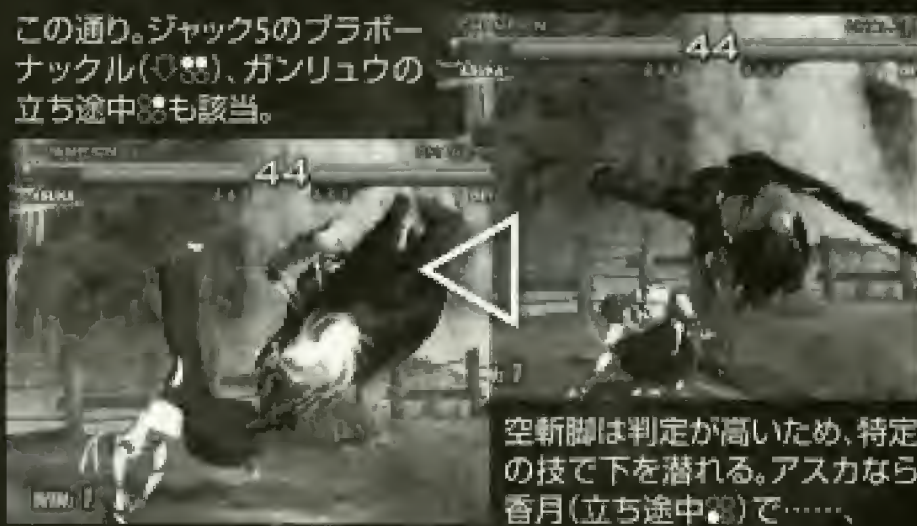 この通り。ジャック5のブラボー
ナックル(⇩)、ガンリュウの
立ち途中も該当。
44
44
空斬脚は判定が高いため、特定
の技で下を潜れる。アスカなら
香月(立ち途中)で……、